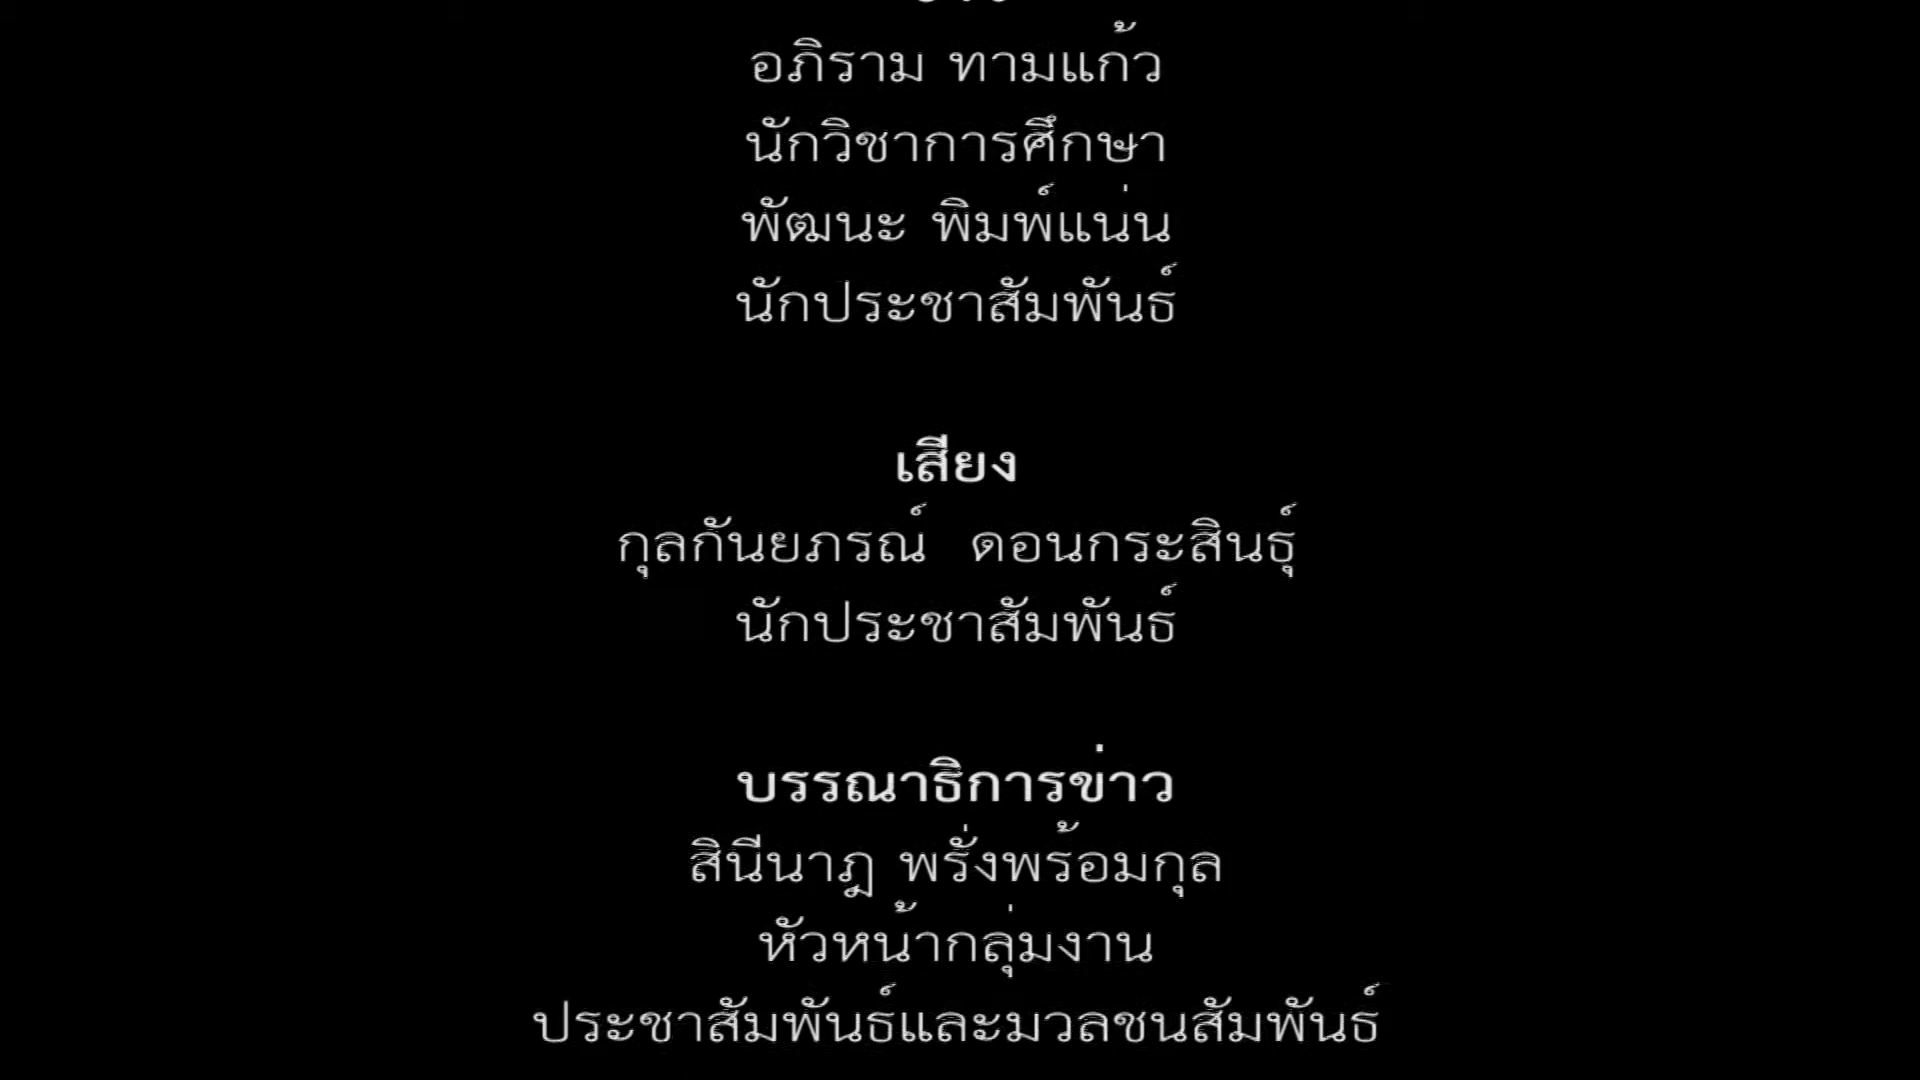 อภิราม ทามแก้ว
นักวิชาการศึกษา
พัฒนะ พิมพ์แน่น
นักประชาสัมพันธ์
เสียง
กุลกันยภรณ์ ดอนกระสินธุ์
นักประชาสัมพันธ์
บรรณาธิการข่าว
สินีนาฎ พรั่งพร้อมกุล
หัวหน้ากลุ่มงาน
ประชาสัมพันธ์และมวลชนสัมพันธ์